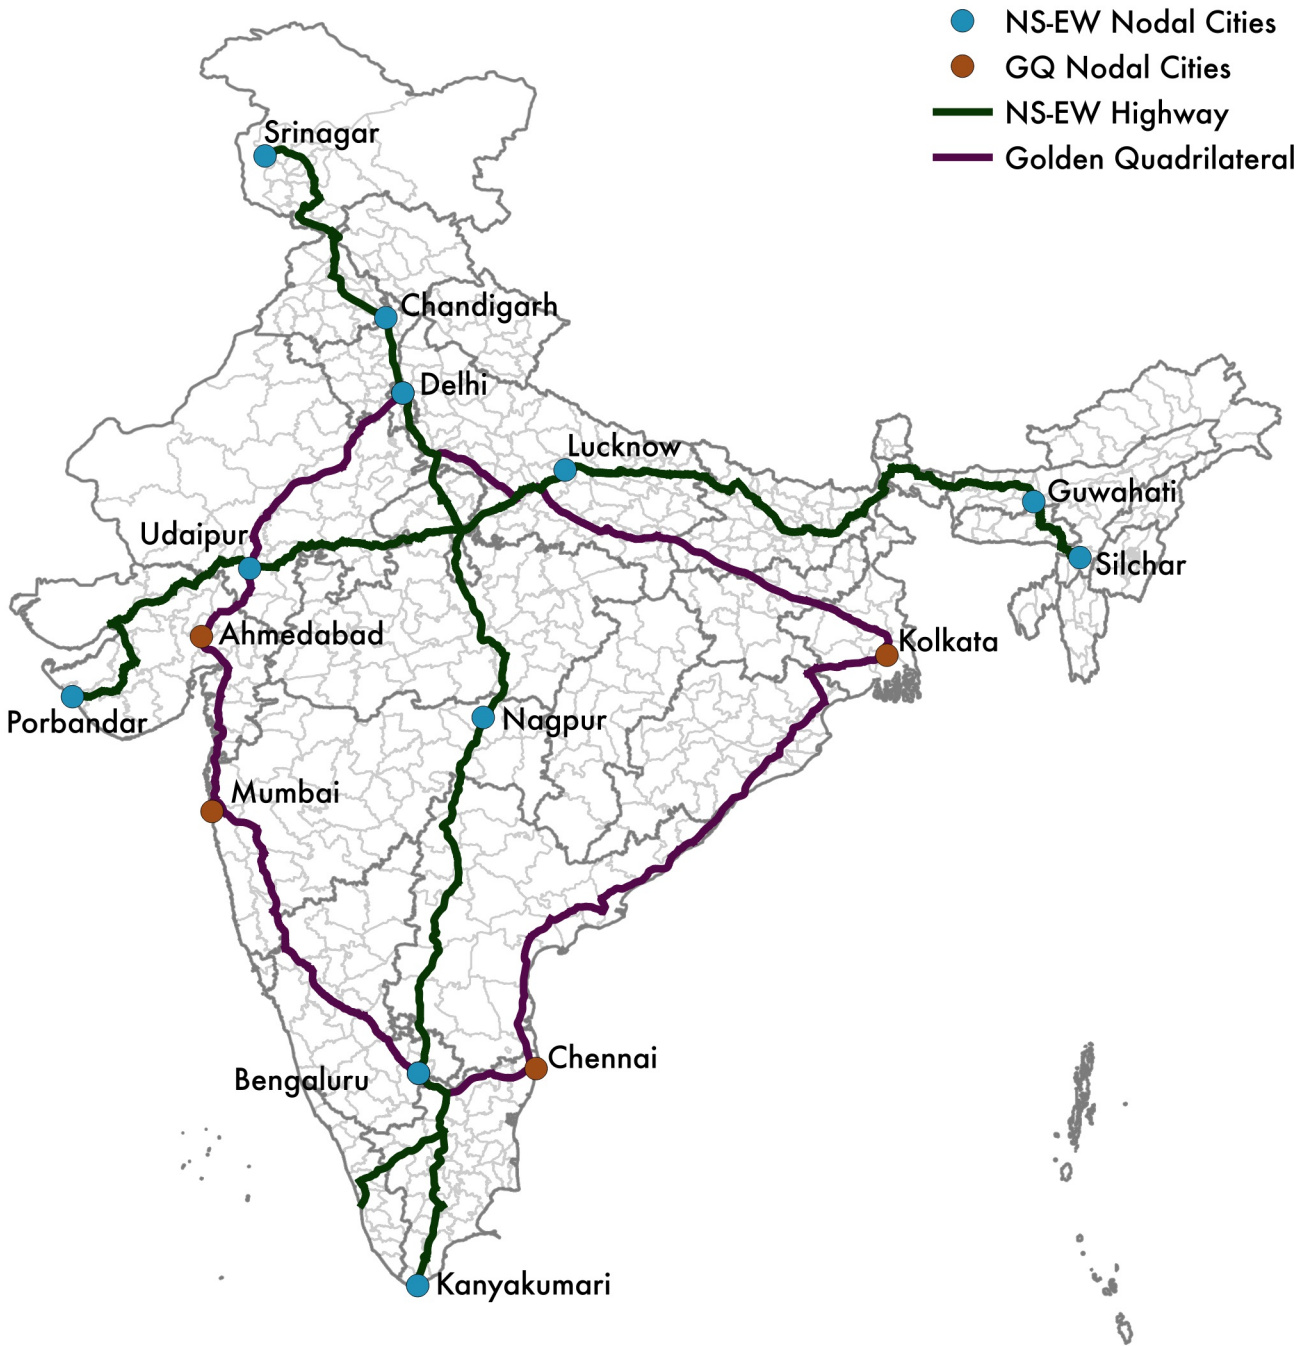 NS-EW Nodal Cities
GQ Nodal Cities
NS-EW Highway
Golden Quadrilateral
Srinagar
Chandigarh
Delhi
Lucknow
Guwahati
Udaipur
Silchar
Ahmedabad
Kolkata
Porbandar
Nagpur
Mumbai
Chennai
Bengaluru
Kanyakumari